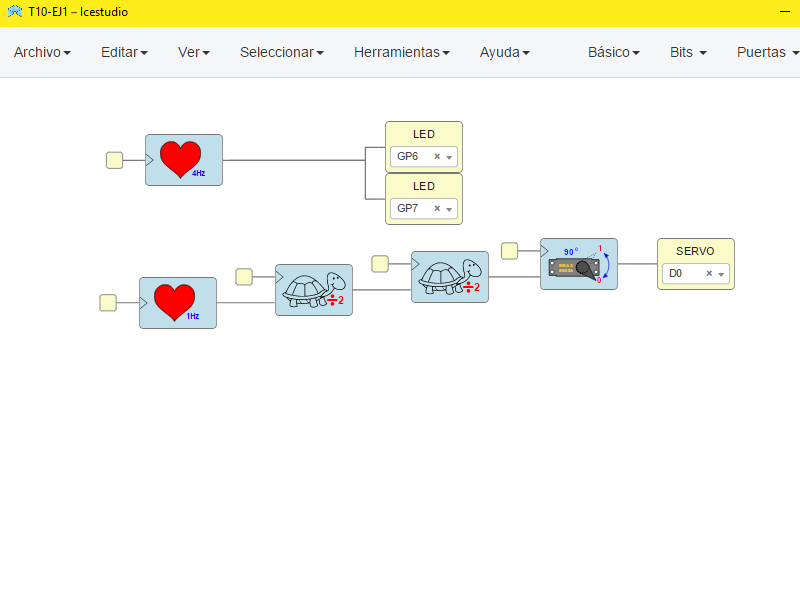 T10-EJ1 – Icestudio
Archivo Editar Ver Seleccionar Herramientas Ayuda Básico Bits Puertas
4Hz
LED
GP6
LED
GP7
1Hz
÷2
÷2
90°
1
0
SERVO
D0